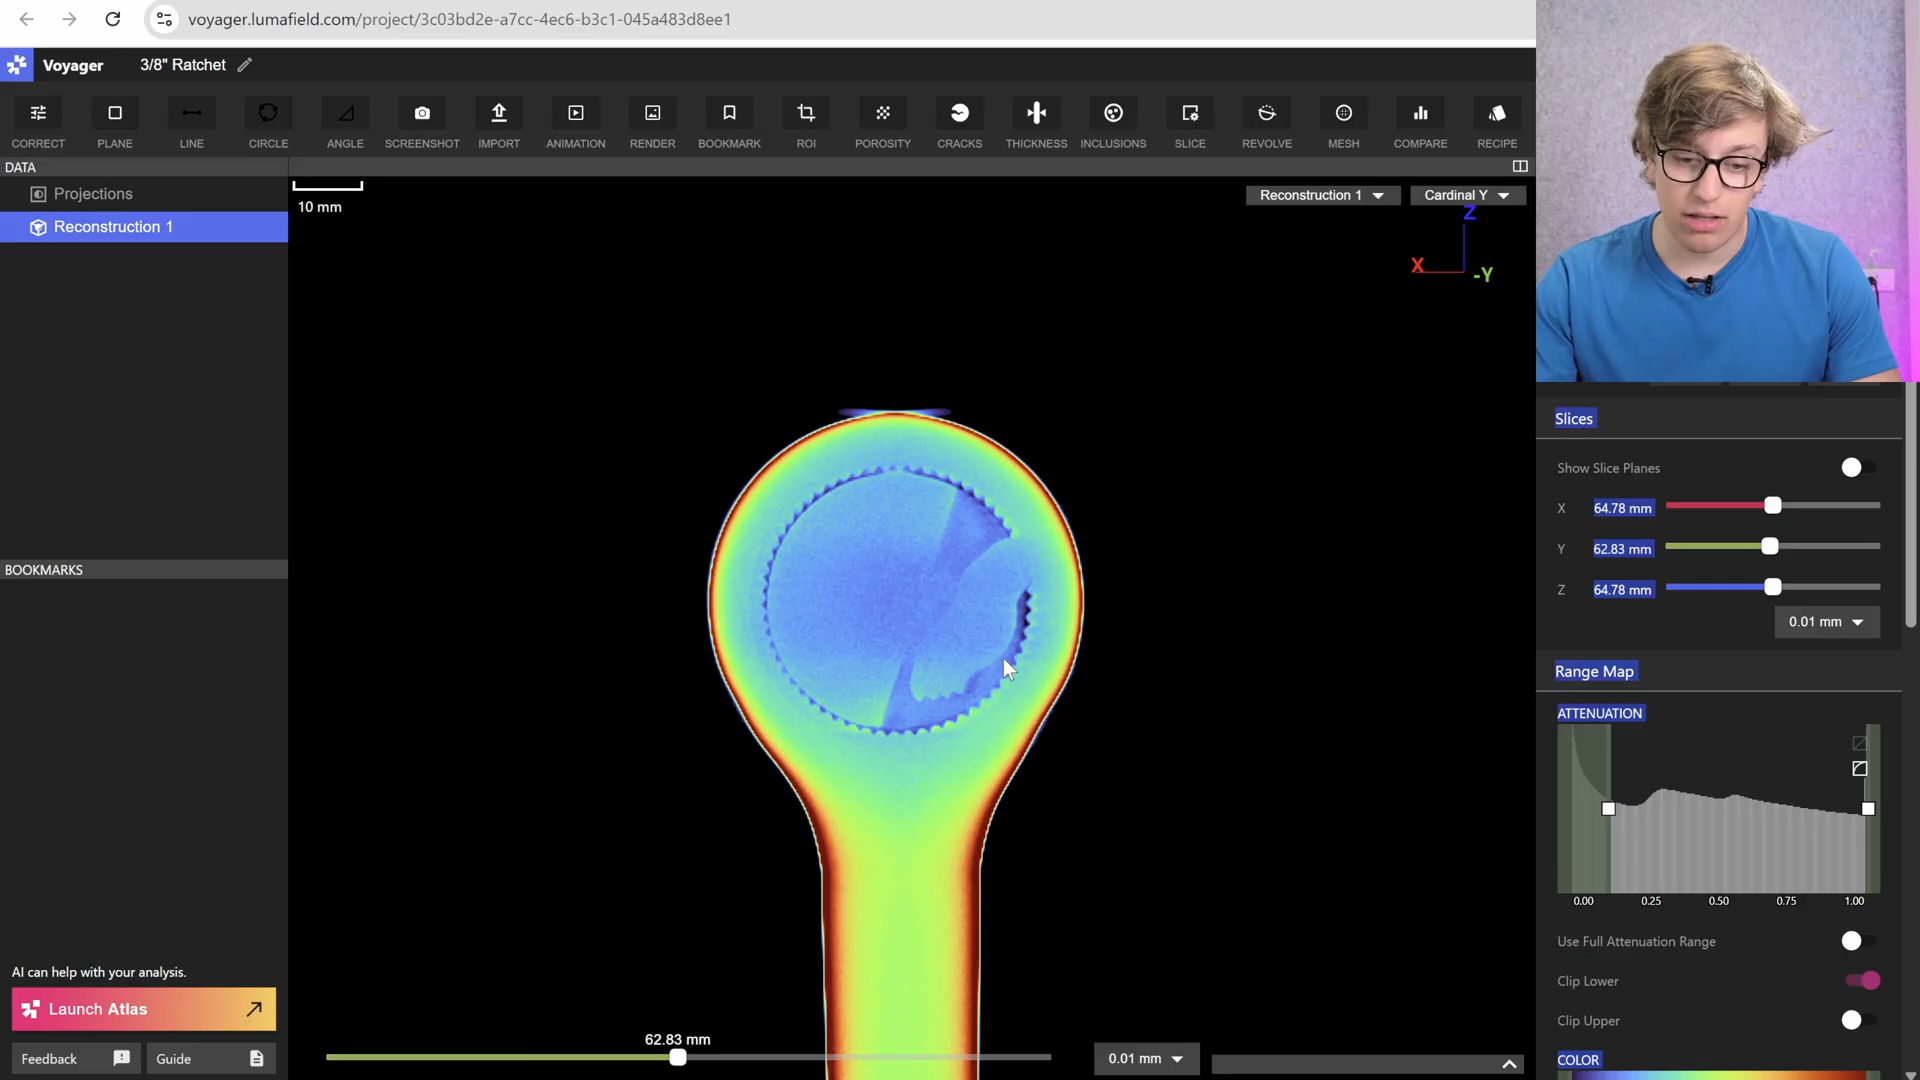 voyager.lumafield.com/project/3c03bd2e-a7cc-4ec6-b3c1-045a483d8ee1
Voyager
3/8" Ratchet
CORRECT
PLANE
LINE
CIRCLE
ANGLE
SCREENSHOT
IMPORT
ANIMATION
RENDER
BOOKMARK
ROI
POROSITY
CRACKS
THICKNESS
INCLUSIONS
SLICE
REVOLVE
MESH
COMPARE
RECIPE
DATA
Projections
Reconstruction 1
10 mm
Reconstruction 1
Cardinal Y
Z
X
-Y
Slices
Show Slice Planes
X 64.78 mm
Y 62.83 mm
Z 64.78 mm
0.01 mm
Range Map
ATTENUATION
0.00 0.25 0.50 0.75 1.00
Use Full Attenuation Range
Clip Lower
Clip Upper
COLOR
BOOKMARKS
AI can help with your analysis.
Launch Atlas
Feedback
Guide
62.83 mm
0.01 mm